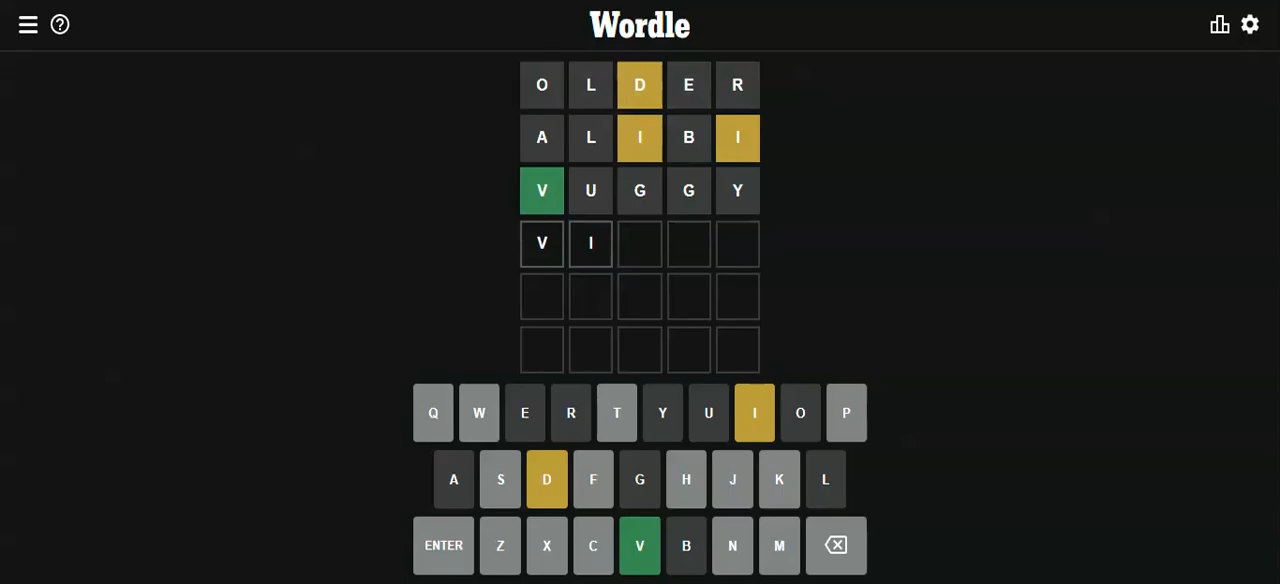 Wordle
O L D E R
A L I B I
V U G G Y
V I
Q W E R T Y U I O P
A S D F G H J K L
ENTER Z X C V B N M